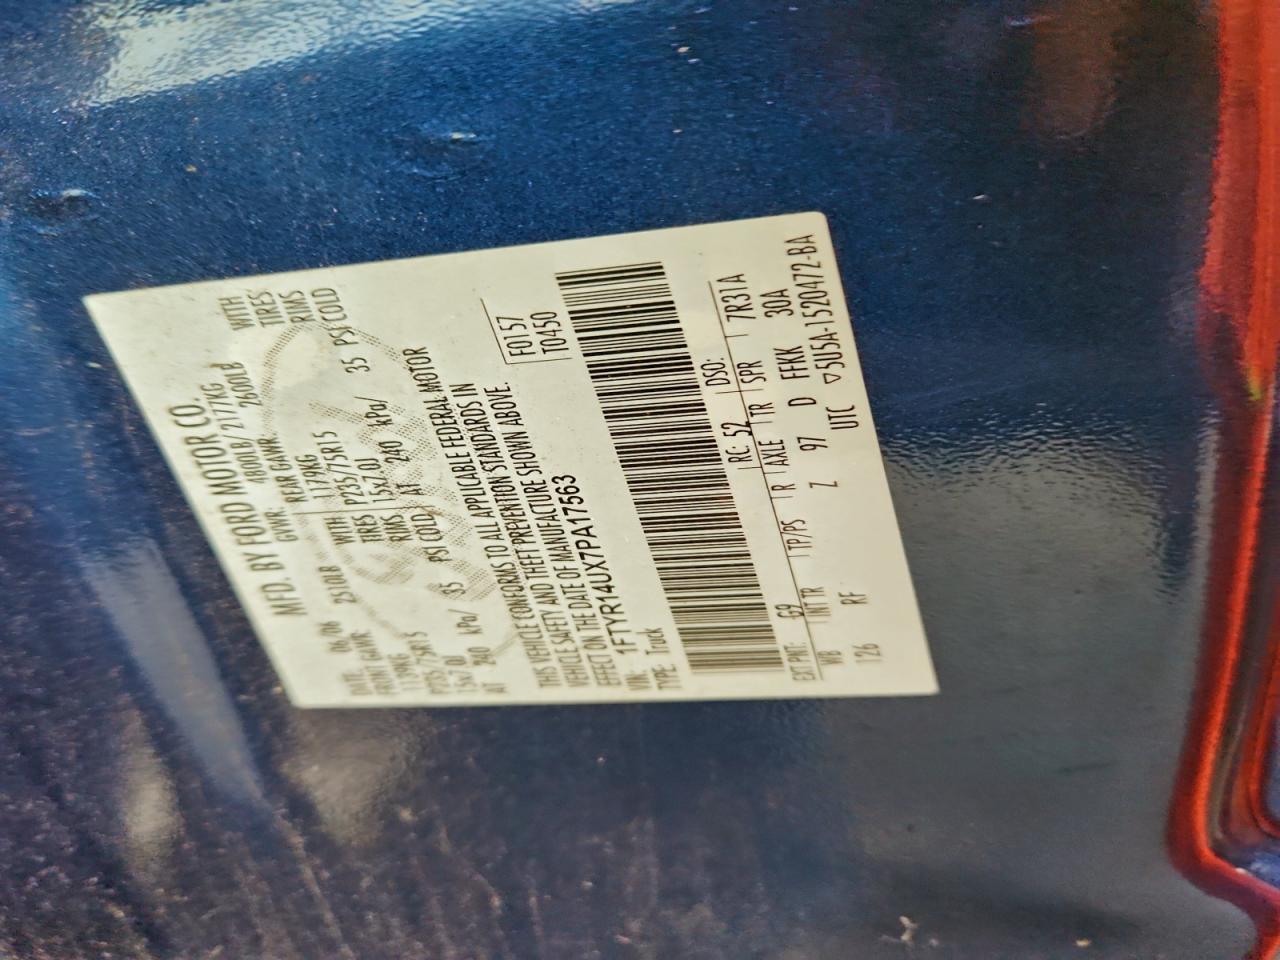 MFD. BY FORD MOTOR CO.
DATE: 06/06 GVWR: 4800LB/2177KG
FRONT GAWR: 2510LB REAR GAWR: 2600LB
1139KG WITH 1179KG WITH
P235/75R15 TIRES P235/75R15 TIRES
15x7.0J RIMS 15x7.0J RIMS
AT 240 kPa/ 35 PSI COLD AT 240 kPa/ 35 PSI COLD
THIS VEHICLE CONFORMS TO ALL APPLICABLE FEDERAL MOTOR
VEHICLE SAFETY AND THEFT PREVENTION STANDARDS IN
EFFECT ON THE DATE OF MANUFACTURE SHOWN ABOVE.
VIN: 1FTYR14UX7PA17563 F0157
TYPE: Truck T0450
EXT PNT: G9 RC: 52 DSO:
WB INT TR TP/PS R AXLE TR SPR 7R31A
126 RF Z 97 D FFKK 30A
UTC ▽5U5A-1520472-BA